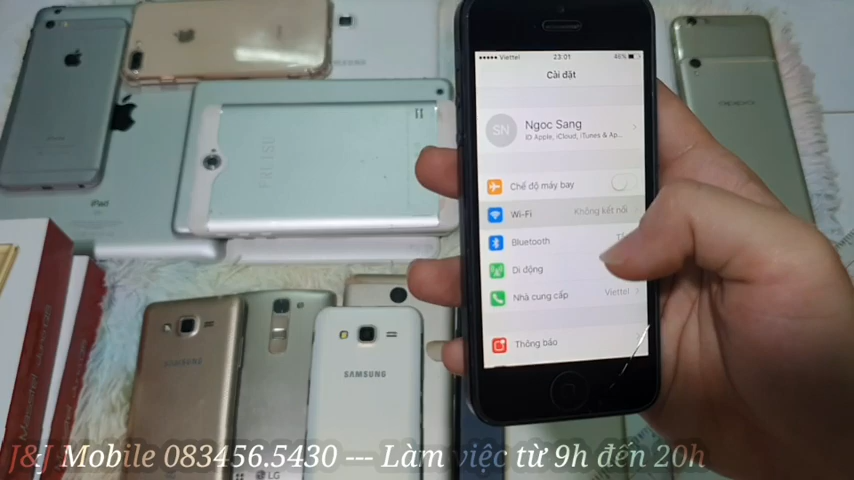 Viettel 23:01 46%
Cài đặt
SN
Ngoc Sang
ID Apple, iCloud, iTunes & Ap...
Chế độ máy bay
Wi-Fi Không kết nối
Bluetooth
Di động
Nhà cung cấp Viettel
Thông báo
iPad
oppo
SAMSUNG
SAMSUNG
LG
J&J Mobile 083456.5430 --- Làm việc từ 9h đến 20h